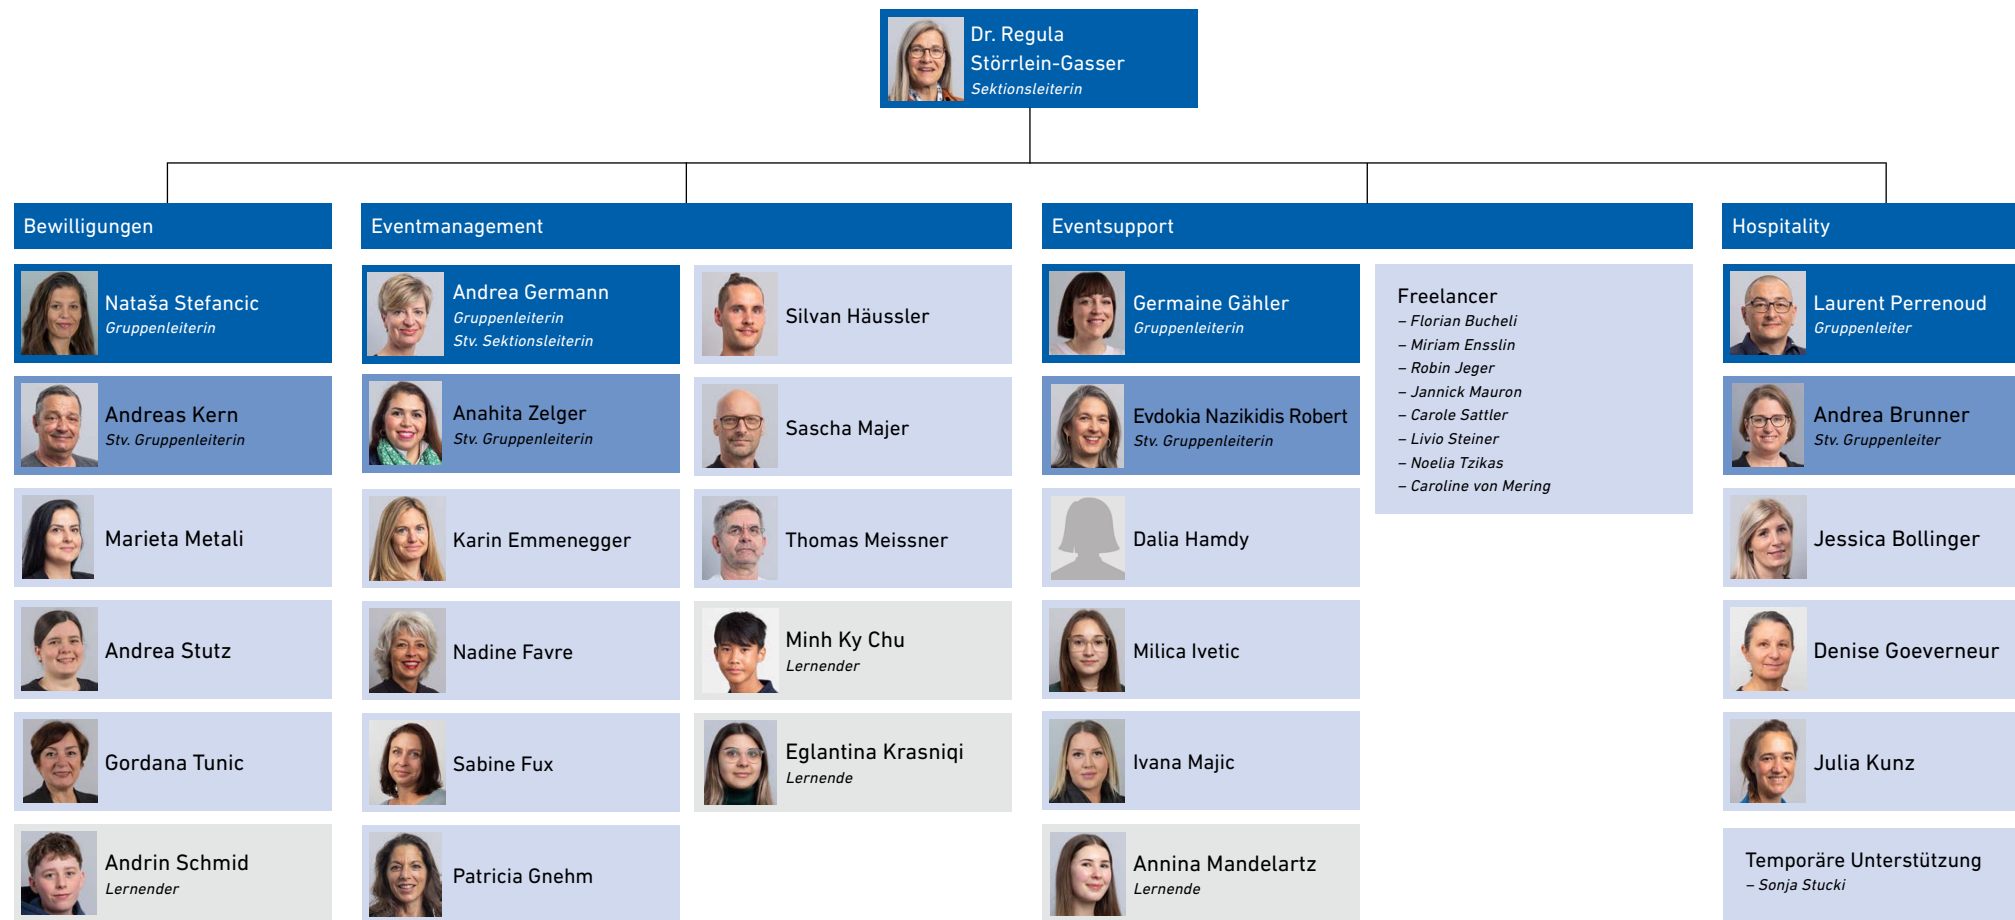 Dr. Regula
Störrlein-Gasser
Sektionsleiterin
Bewilligungen
Nataša Stefancic
Gruppenleiterin
Andreas Kern
Stv. Gruppenleiterin
Marieta Metali
Andrea Stutz
Gordana Tunic
Andrin Schmid
Lernender
Eventmanagement
Andrea Germann
Gruppenleiterin
Stv. Sektionsleiterin
Anahita Zelger
Stv. Gruppenleiterin
Karin Emmenegger
Nadine Favre
Sabine Fux
Patricia Gnehm
Silvan Häussler
Sascha Majer
Thomas Meissner
Minh Ky Chu
Lernender
Eglantina Krasniqi
Lernende
Eventsupport
Germaine Gähler
Gruppenleiterin
Evdokia Nazikidis Robert
Stv. Gruppenleiterin
Dalia Hamdy
Milica Ivetic
Ivana Majic
Annina Mandelartz
Lernende
Freelancer
– Florian Bucheli
– Miriam Ensslin
– Robin Jeger
– Jannick Mauron
– Carole Sattler
– Livio Steiner
– Noelia Tzikas
– Caroline von Mering
Hospitality
Laurent Perrenoud
Gruppenleiter
Andrea Brunner
Stv. Gruppenleiter
Jessica Bollinger
Denise Goeverneur
Julia Kunz
Temporäre Unterstützung
– Sonja Stucki